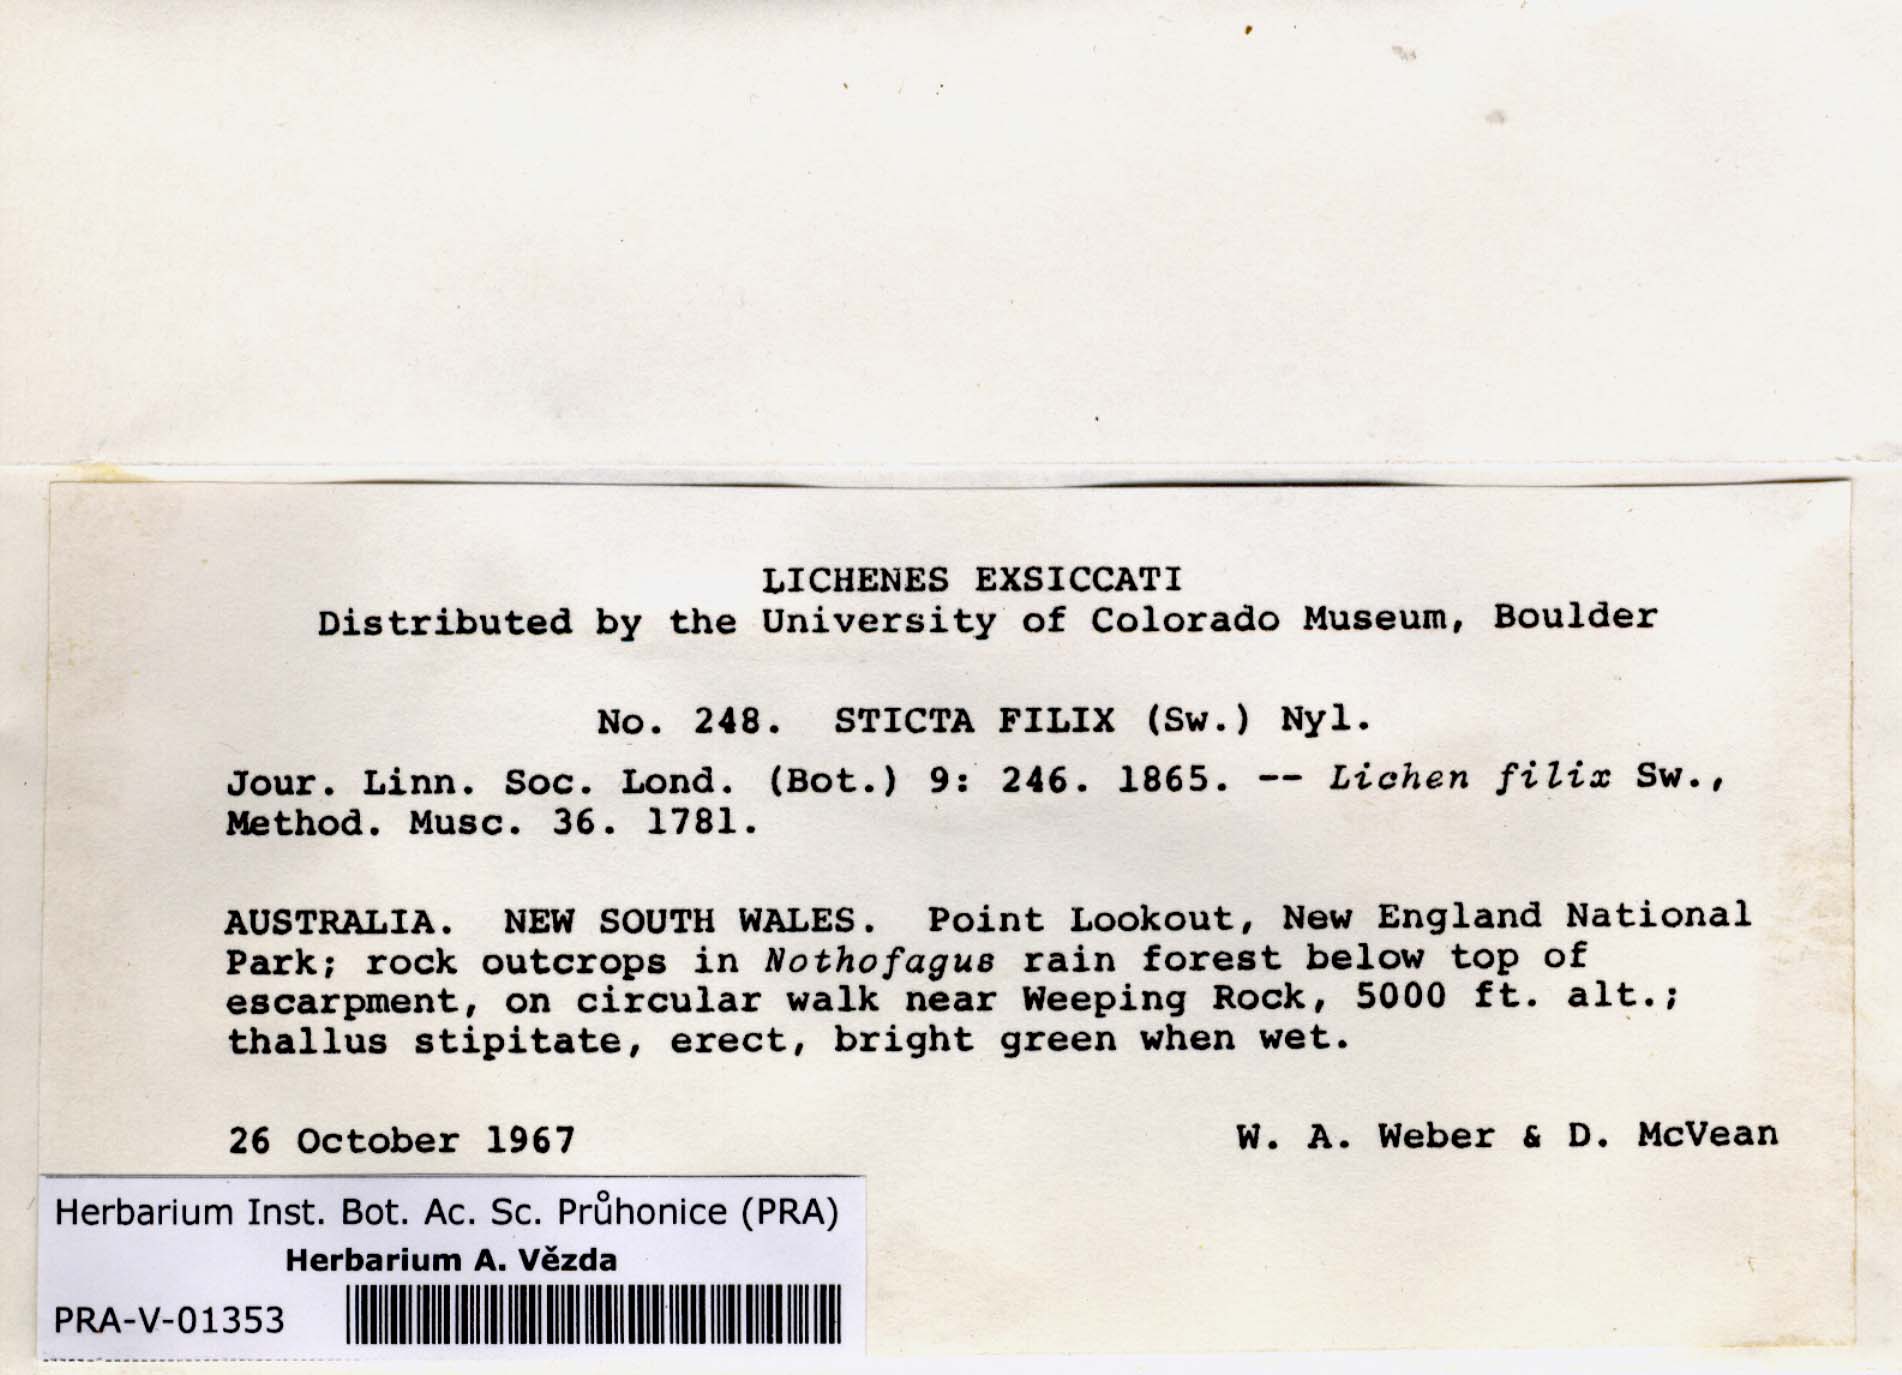 LICHENES EXSICCATI
Distributed by the University of Colorado Museum, Boulder
No. 248. STICTA FILIX (Sw.) Nyl.
Jour. Linn. Soc. Lond. (Bot.) 9: 246. 1865. -- Lichen filix Sw.,
Method. Musc. 36. 1781.
AUSTRALIA. NEW SOUTH WALES. Point Lookout, New England National
Park; rock outcrops in Nothofagus rain forest below top of
escarpment, on circular walk near Weeping Rock, 5000 ft. alt.;
thallus stipitate, erect, bright green when wet.
26 October 1967 W. A. Weber & D. McVean
Herbarium Inst. Bot. Ac. Sc. Průhonice (PRA)
Herbarium A. Vězda
PRA-V-01353